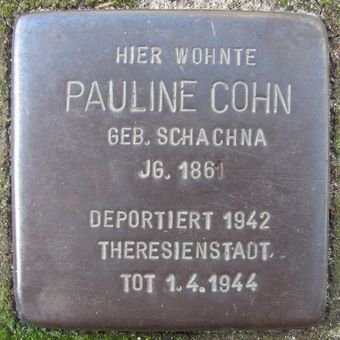 HIER WOHNTE
PAULINE COHN
GEB. SCHACHNA
JG. 1861
DEPORTIERT 1942
THERESIENSTADT
TOT 1.4.1944